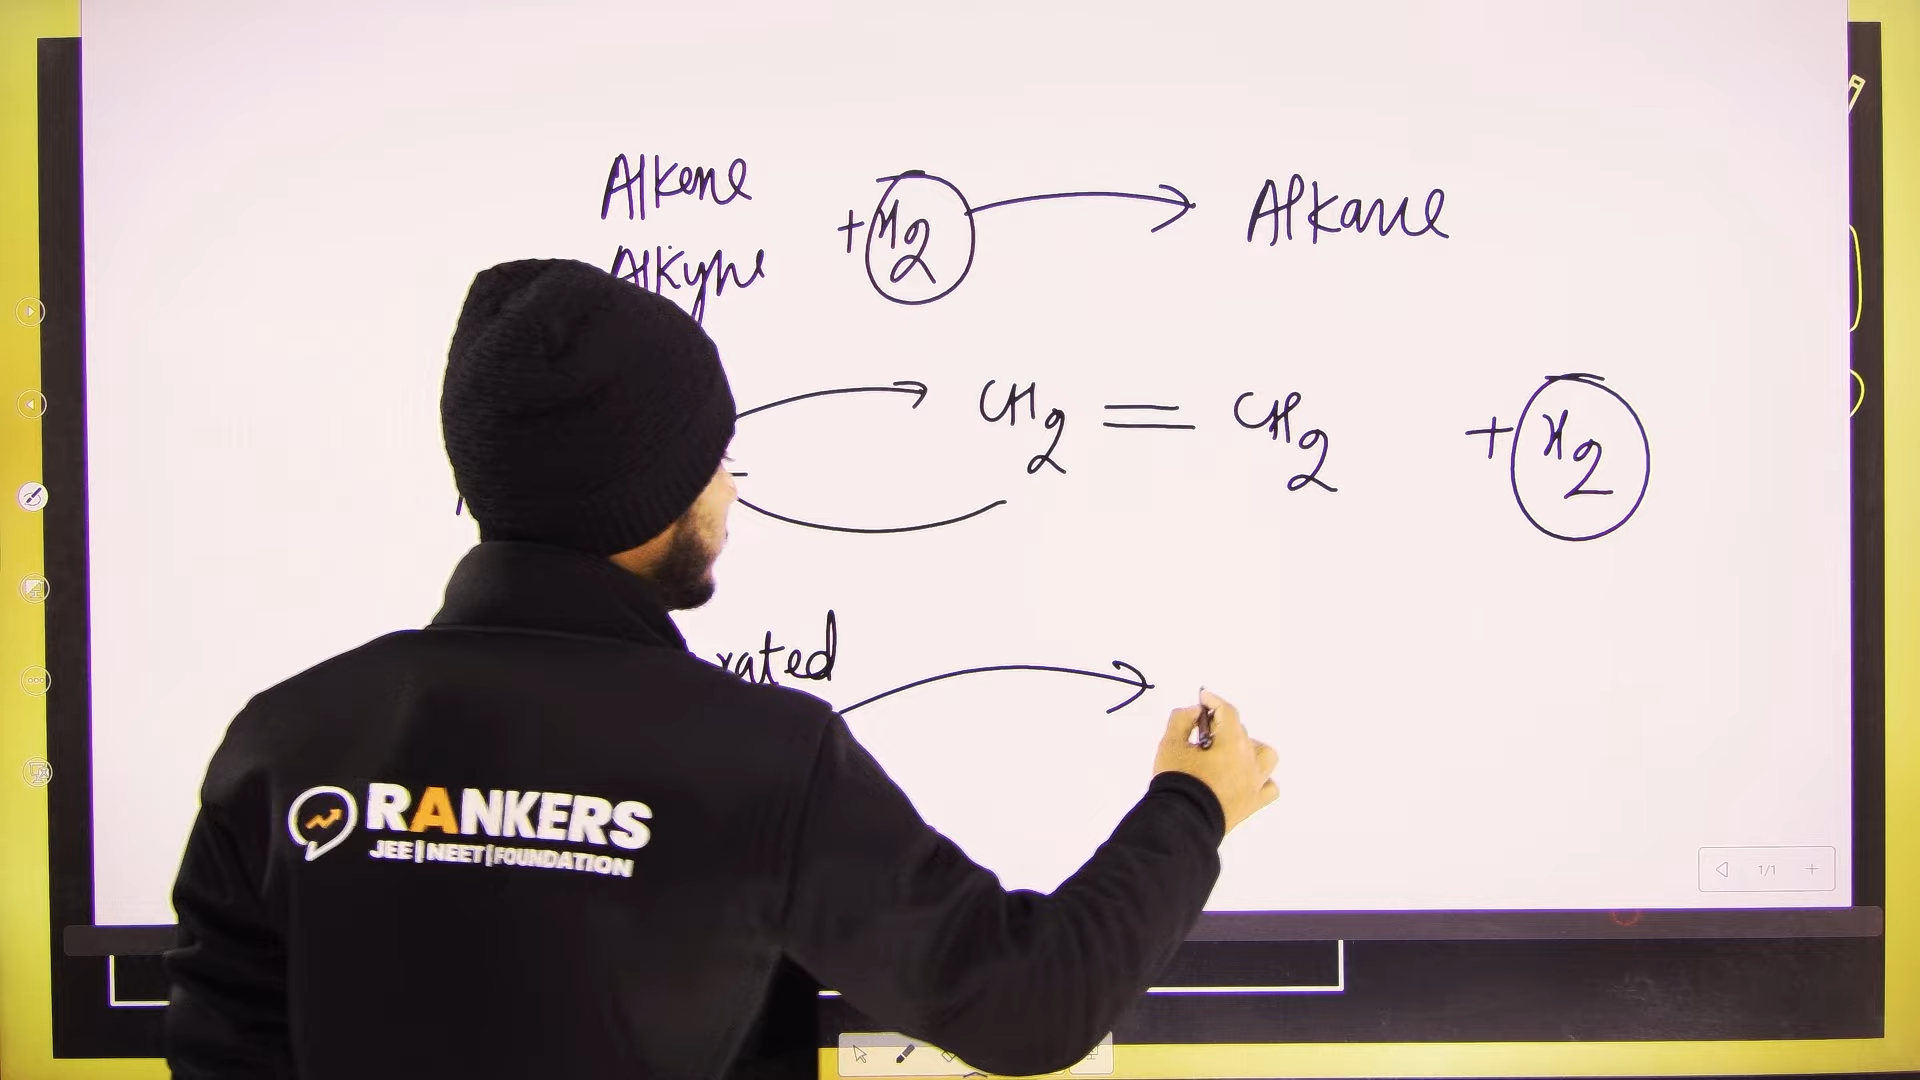 Alkene
+ H2 → Alkane
Alkyne
CH2 = CH2 + H2
rated
RANKERS
JEE|NEET|FOUNDATION
1/1 +